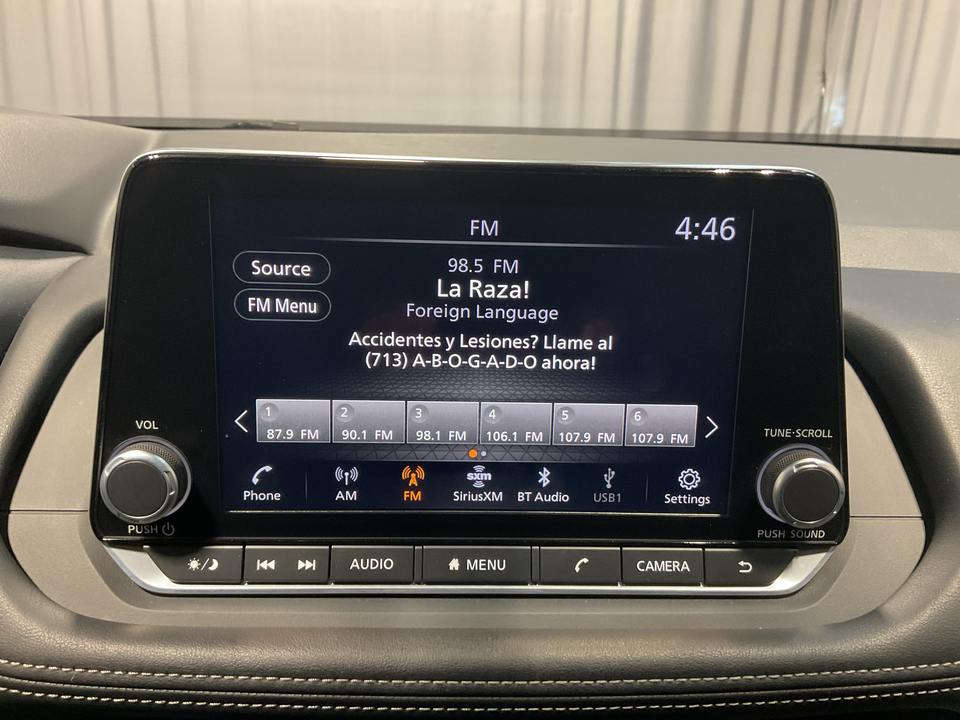 FM
4:46
Source
98.5 FM
La Raza!
FM Menu
Foreign Language
Accidentes y Lesiones? Llame al
(713) A-B-O-G-A-D-O ahora!
1 2 3 4 5 6
87.9 FM 90.1 FM 98.1 FM 106.1 FM 107.9 FM 107.9 FM
VOL
TUNE·SCROLL
Phone AM FM sxm SiriusXM BT Audio USB1 Settings
PUSH
PUSH SOUND
AUDIO MENU CAMERA